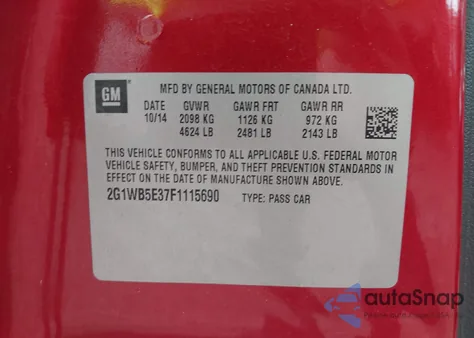 GM
MFD BY GENERAL MOTORS OF CANADA LTD.
DATE GVWR GAWR FRT GAWR RR
10/14 2098 KG 1126 KG 972 KG
4624 LB 2481 LB 2143 LB
THIS VEHICLE CONFORMS TO ALL APPLICABLE U.S. FEDERAL MOTOR
VEHICLE SAFETY, BUMPER, AND THEFT PREVENTION STANDARDS IN
EFFECT ON THE DATE OF MANUFACTURE SHOWN ABOVE.
2G1WB5E37F1115690 TYPE: PASS CAR
autaSnap